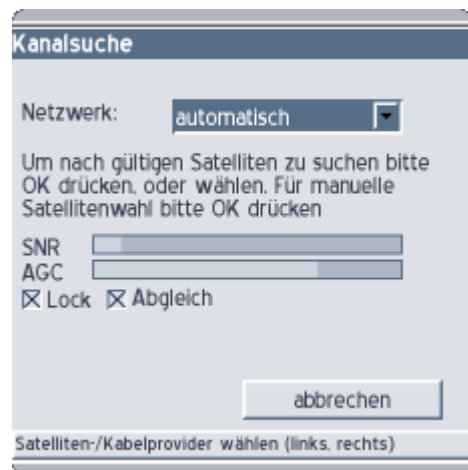 Kanalsuche
Netzwerk: automatisch
Um nach gültigen Satelliten zu suchen bitte
OK drücken, oder wählen. Für manuelle
Satellitenwahl bitte OK drücken
SNR
AGC
Lock Abgleich
abbrechen
Satelliten-/Kabelprovider wählen (links, rechts)